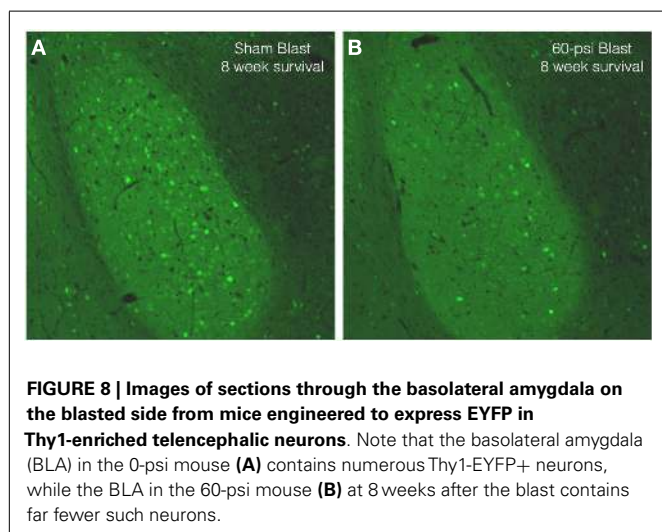 A
Sham Blast
8 week survival
B
60-psi Blast
8 week survival
FIGURE 8 | Images of sections through the basolateral amygdala on
the blasted side from mice engineered to express EYFP in
Thy1-enriched telencephalic neurons. Note that the basolateral amygdala
(BLA) in the 0-psi mouse (A) contains numerous Thy1-EYFP+ neurons,
while the BLA in the 60-psi mouse (B) at 8 weeks after the blast contains
far fewer such neurons.